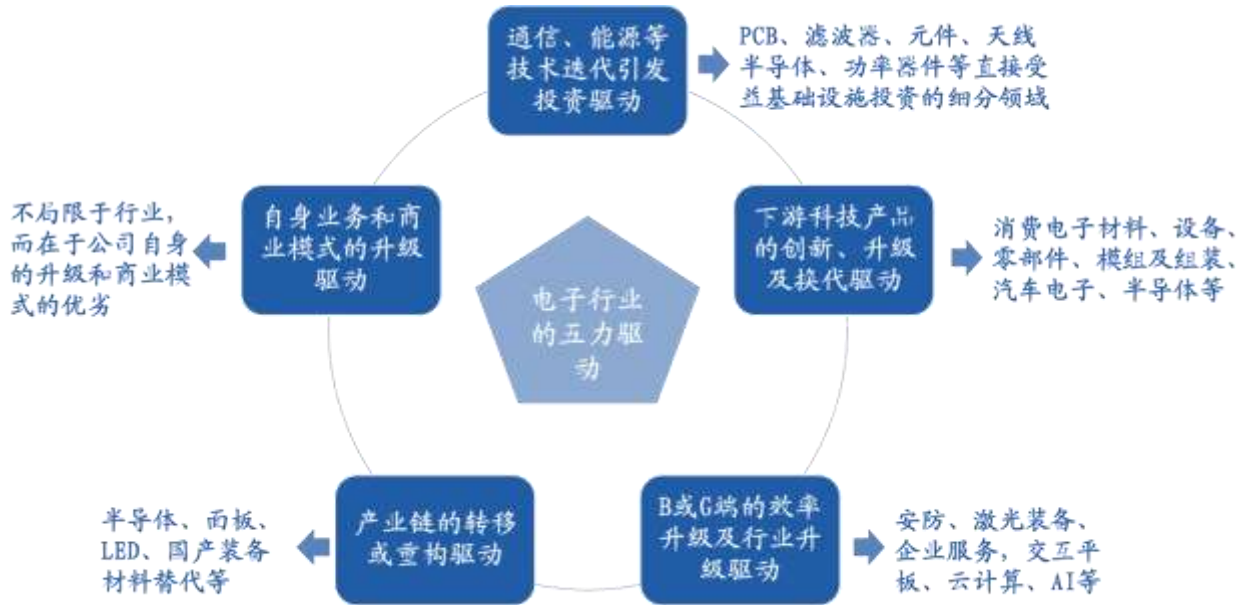 通信、能源等
技术迭代引发
投资驱动
PCB、滤波器、元件、天线
半导体、功率器件等直接受
益基础设施投资的细分领域
下游科技产品
的创新、升级
及换代驱动
消费电子材料、设备、
零部件、模组及组装、
汽车电子、半导体等
B或G端的效率
升级及行业升
级驱动
安防、激光装备、
企业服务，交互平
板、云计算、AI等
产业链的转移
或重构驱动
半导体、面板、
LED、国产装备
材料替代等
自身业务和商
业模式的升级
驱动
不局限于行业，
而在于公司自身
的升级和商业模
式的优劣
电子行业
的五力驱
动